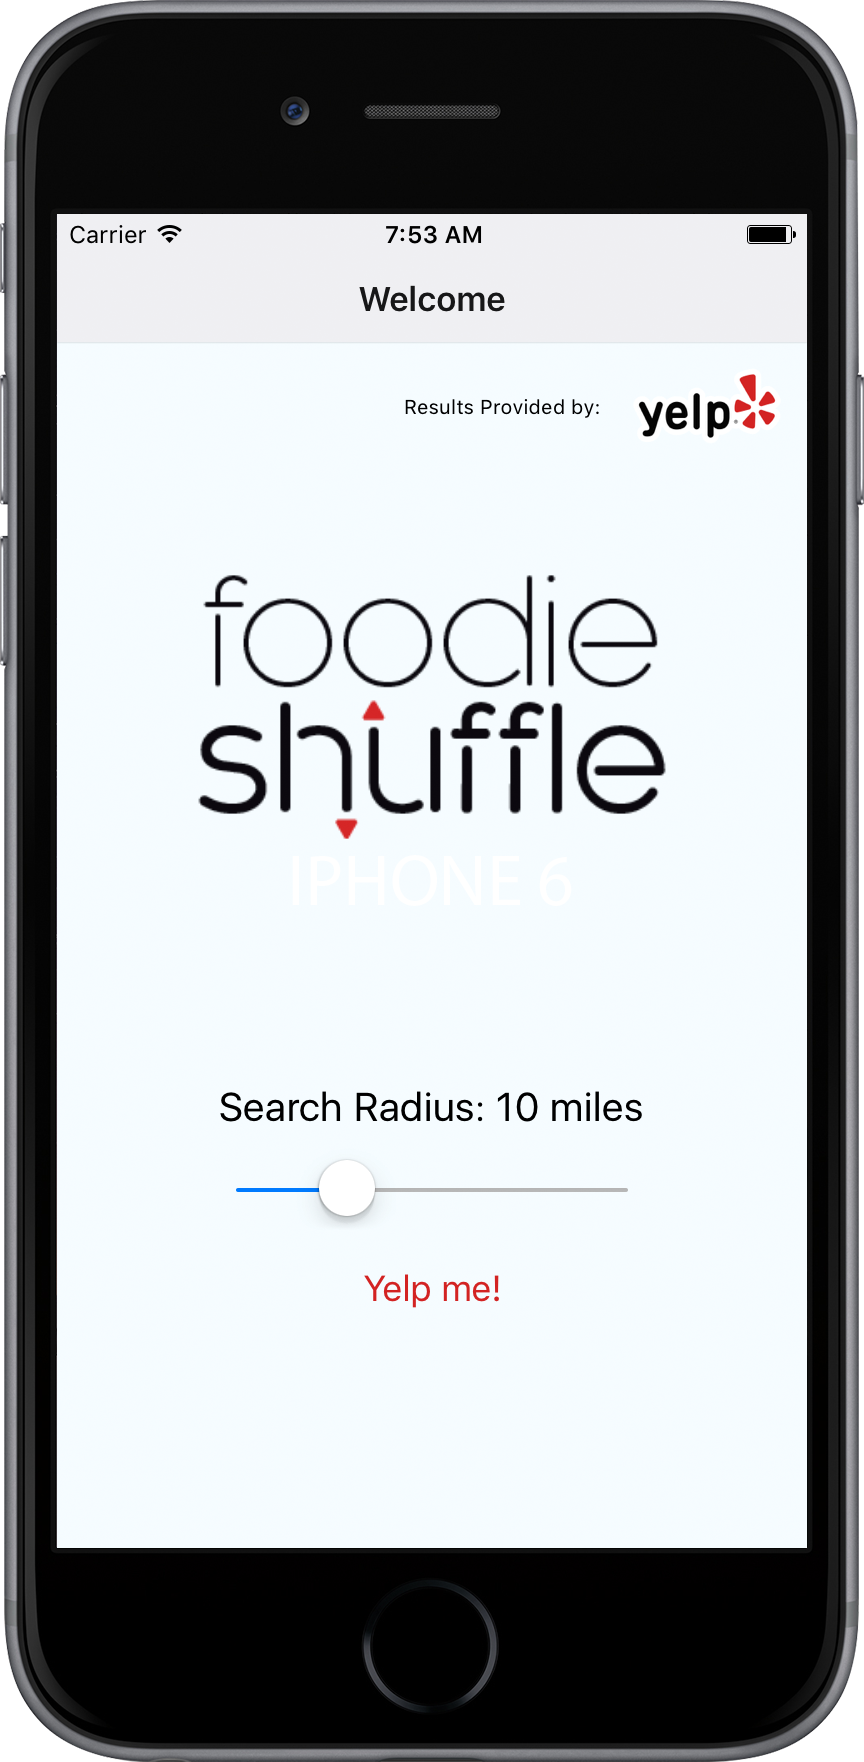 Carrier 7:53 AM
Welcome
Results Provided by: yelp
foodie
shuffle
IPHONE 6
Search Radius: 10 miles
Yelp me!